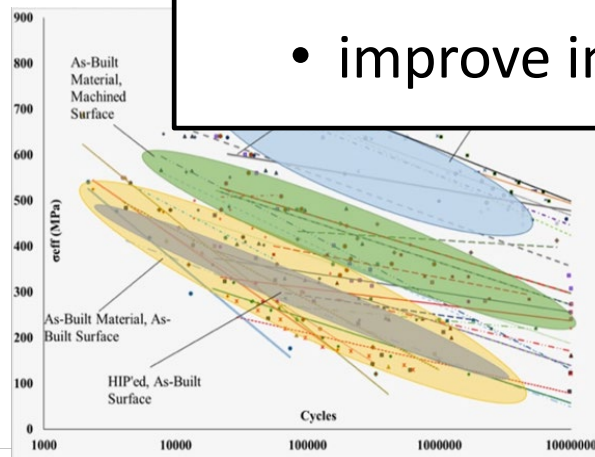 • improve i
900
800
700
600
500
400
300
200
100
0
σeff (MPa)
As-Built
Material,
Machined
Surface
As-Built Material, As-
Built Surface
HIP'ed, As-Built
Surface
Cycles
1000
10000
100000
1000000
10000000